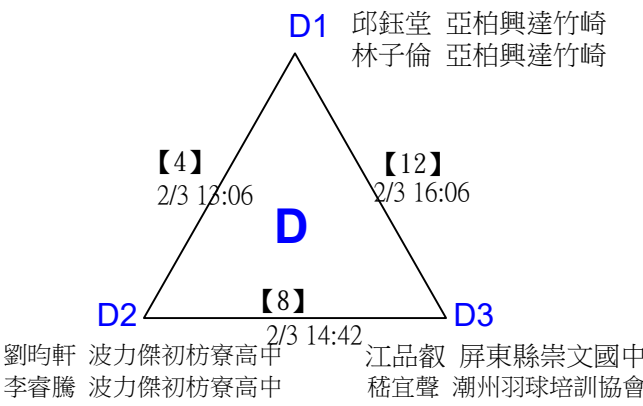 D1
邱鈺堂 亞柏興達竹崎
林子倫 亞柏興達竹崎
【4】
2/3 13:06
【12】
2/3 16:06
D
【8】
2/3 14:42
D2
D3
劉昀軒 波力傑初枋寮高中
李睿騰 波力傑初枋寮高中
江品叡 屏東縣崇文國中
嵇宜聲 潮州羽球培訓協會